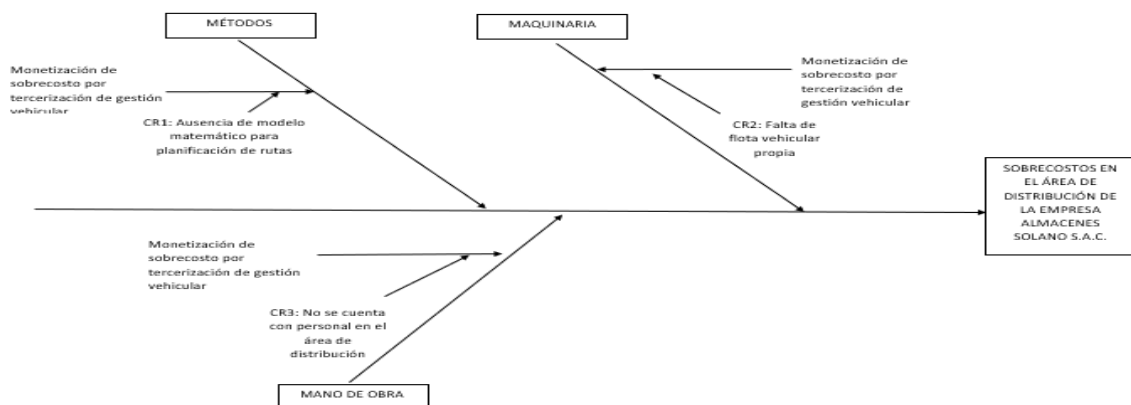 MÉTODOS
MAQUINARIA
Monetización de
sobrecosto por
tercerización de gestión
vehicular
CR1: Ausencia de modelo
matemático para
planificación de rutas
Monetización de
sobrecosto por
tercerización de
gestión vehicular
CR2: Falta de
flota vehicular
propia
SOBRECOSTOS EN
EL ÁREA DE
DISTRIBUCIÓN DE
LA EMPRESA
ALMACENES
SOLANO S.A.C.
Monetización de
sobrecosto por
tercerización de gestión
vehicular
CR3: No se cuenta
con personal en el
área de
distribución
MANO DE OBRA